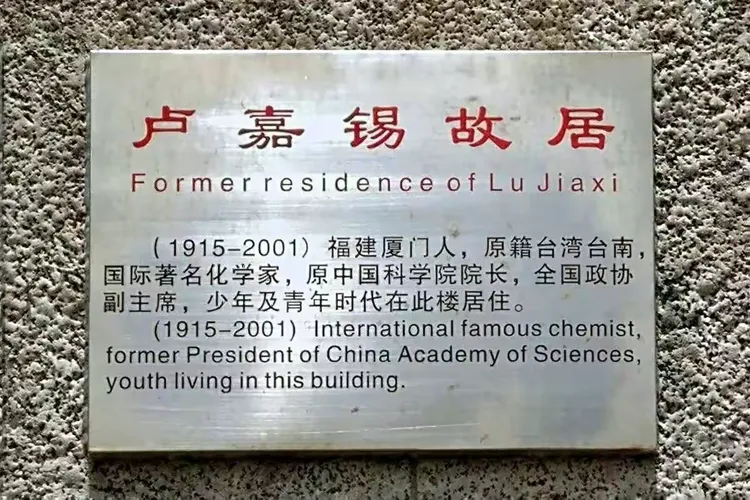 卢嘉锡故居
Former residence of Lu Jiaxi
（1915-2001）福建厦门人，原籍台湾台南，
国际著名化学家，原中国科学院院长，全国政协
副主席，少年及青年时代在此楼居住。
(1915-2001) International famous chemist,
former President of China Academy of Sciences,
youth living in this building.